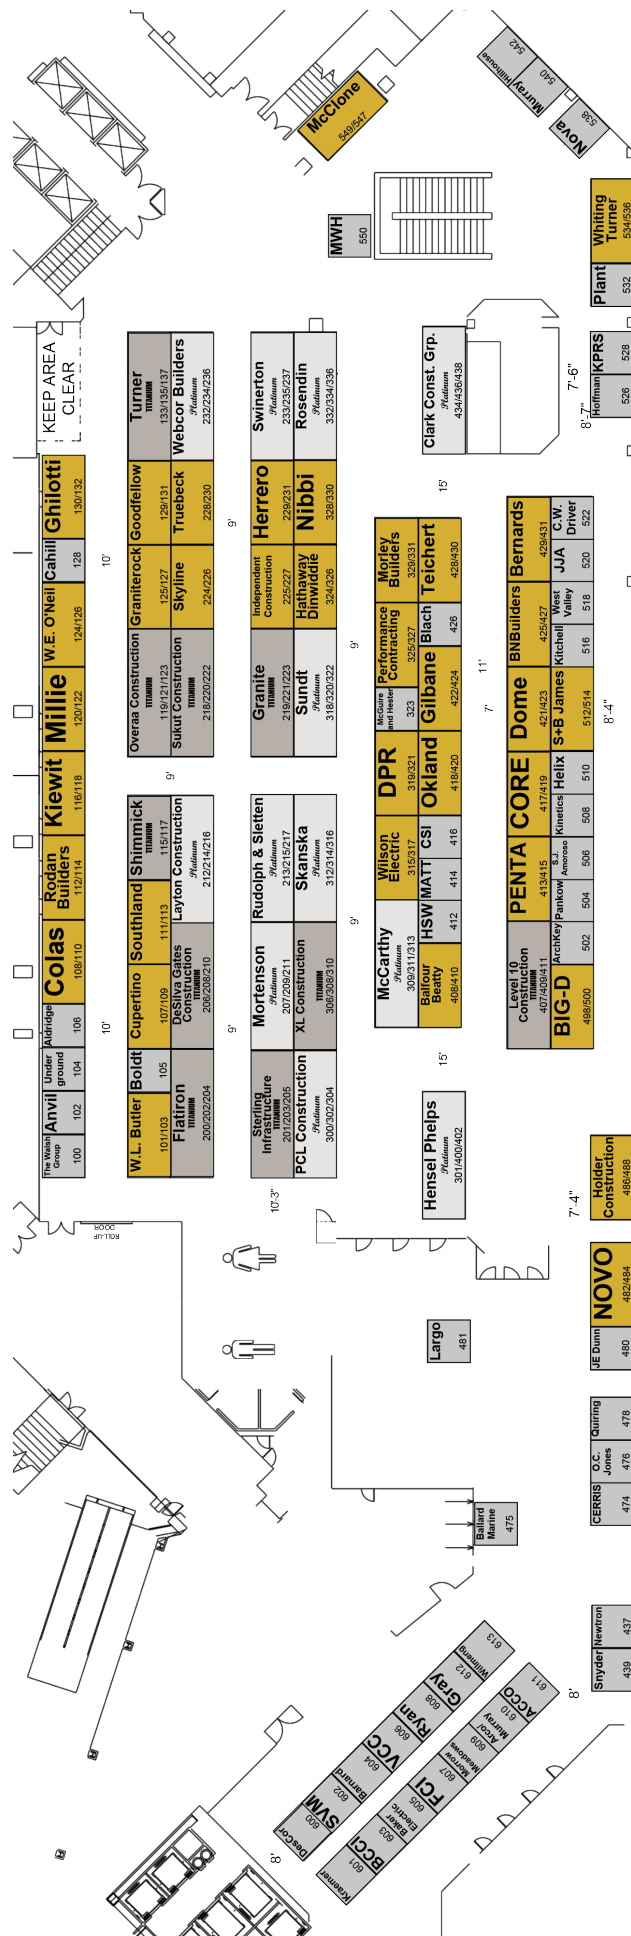 542
Hillhouse
540
Murray
538
Nova
McClone
549/547
MWH
550
Whiting
Turner
534/536
Plant
532
KPRS
528
Hoffman
526
7'-6"
8'-7"
KEEP AREA
CLEAR
Ghilotti
130/132
Cahill
128
W.E. O'Neil
124/126
Millie
120/122
Kiewit
116/118
Rodan
Builders
112/114
Colas
108/110
Aldridge
106
Under
ground
104
Anvil
102
The Walsh
Group
100
10'
10'
Turner
TITANIUM
133/135/137
Webcor Builders
Platinum
232/234/236
Goodfellow
129/131
Truebeck
228/230
Graniterock
125/127
Skyline
224/226
Overaa Construction
TITANIUM
119/121/123
Sukut Construction
TITANIUM
218/220/222
9'
Shimmick
TITANIUM
115/117
Layton Construction
Platinum
212/214/216
Southland
111/113
Cupertino
107/109
DeSilva Gates
Construction
TITANIUM
206/208/210
Boldt
105
W.L. Butler
101/103
Flatiron
TITANIUM
200/202/204
9'
9'
Swinerton
Platinum
233/235/237
Rosendin
Platinum
332/334/336
Herrero
229/231
Nibbi
328/330
Independent
Construction
225/227
Hathaway
Dinwiddie
324/326
Granite
TITANIUM
219/221/223
Sundt
Platinum
318/320/322
Rudolph & Sletten
Platinum
213/215/217
Skanska
Platinum
312/314/316
Mortenson
Platinum
207/209/211
XL Construction
TITANIUM
306/308/310
Sterling
Infrastructure
TITANIUM
201/203/205
PCL Construction
Platinum
300/302/304
10'-3"
9'
9'
Clark Const. Grp.
Platinum
434/436/438
15'
Morley
Builders
329/331
Teichert
428/430
Performance
Contracting
325/327
Biach
426
McGuire
and Hester
323
Gilbane
422/424
DPR
319/321
Okland
418/420
Wilson
Electric
315/317
CSI
416
MATT
414
McCarthy
Platinum
309/311/313
HSW
412
Balfour
Beatty
408/410
15'
11'
7'
Bernards
429/431
C.W.
Driver
522
JJA
520
BNBuilders
425/427
West
Valley
518
Kitchell
516
Dome
421/423
S+B James
512/514
8'-4"
CORE
417/419
Helix
510
Kinetics
508
PENTA
413/415
S.J.
Amoroso
506
Pankow
504
Level 10
Construction
TITANIUM
407/409/411
ArchKey
502
BIG-D
498/500
Hensel Phelps
Platinum
301/400/402
Holder
Construction
486/488
7'-4"
ROLL-UP
DOOR
NOVO
482/484
JE Dunn
480
Largo
481
Quiring
478
O.C.
Jones
476
CERRIS
474
Ballard
Marine
475
Newtron
437
Snyder
439
8'
613
Willmeng
612
Gray
608
Ryan
606
VCC
604
Barnard
602
SVM
600
DesCor
8'
611
ACCO
610
Arco/
Murray
609
Morrow
Meadows
607
FCI
605
Baker
Electric
603
BCCI
601
Kraemer